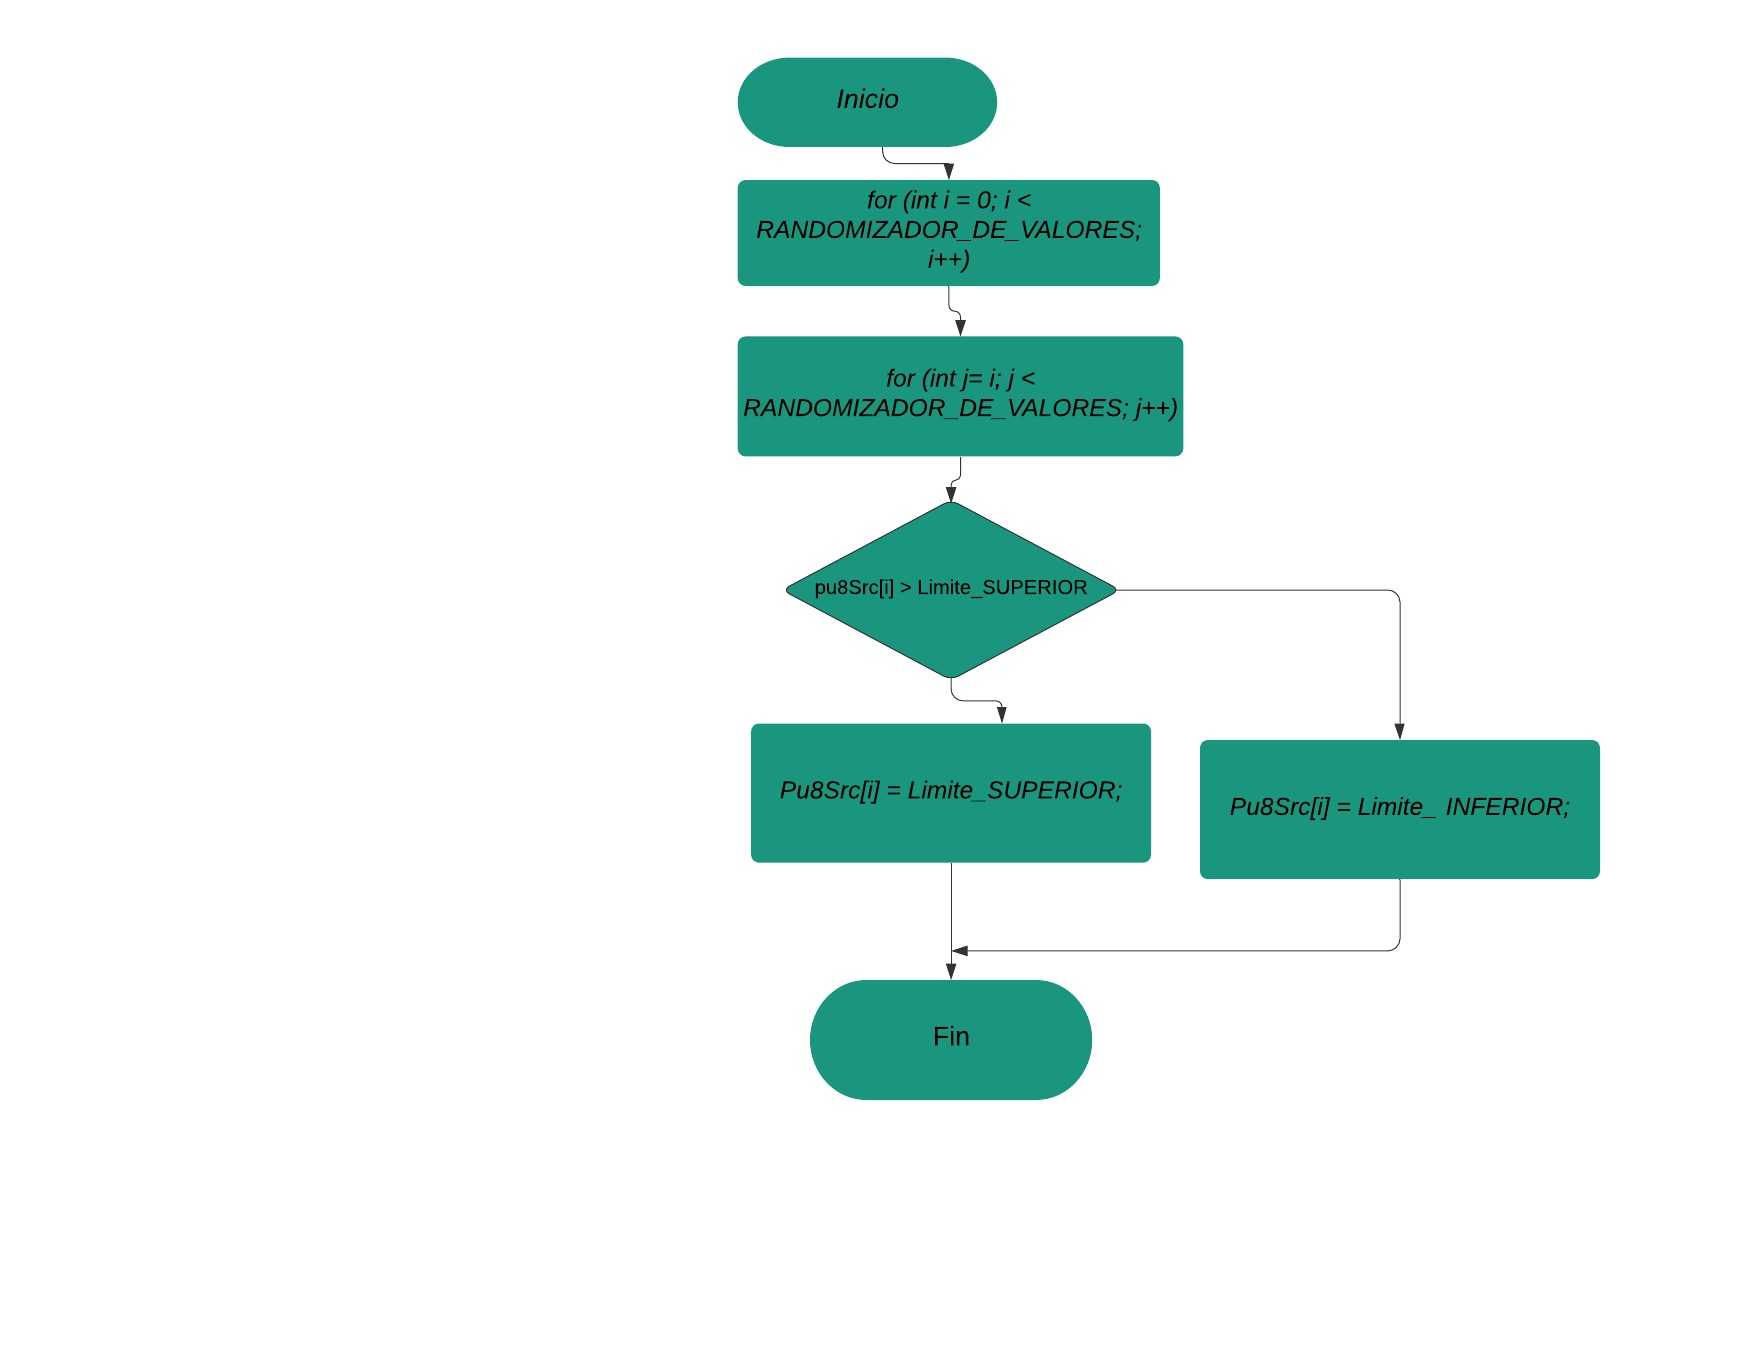 Inicio
for (int i = 0; i <
RANDOMIZADOR_DE_VALORES;
i++)
for (int j= i; j <
RANDOMIZADOR_DE_VALORES; j++)
pu8Src[i] > Limite_SUPERIOR
Pu8Src[i] = Limite_SUPERIOR;
Pu8Src[i] = Limite_ INFERIOR;
Fin